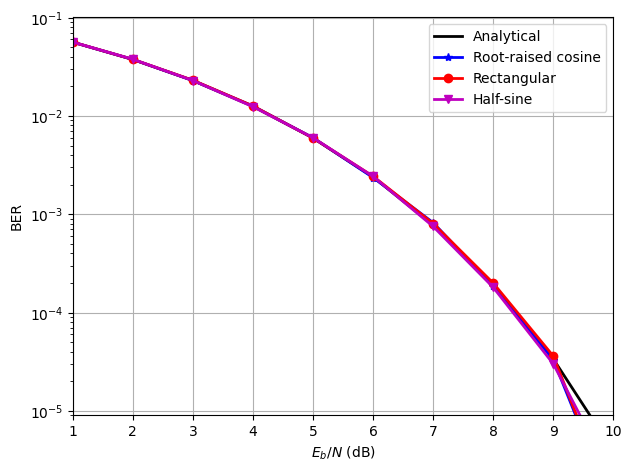 10⁻¹
10⁻²
10⁻³
10⁻⁴
10⁻⁵
BER
Analytical
Root-raised cosine
Rectangular
Half-sine
1 2 3 4 5 6 7 8 9 10
E_b/N (dB)